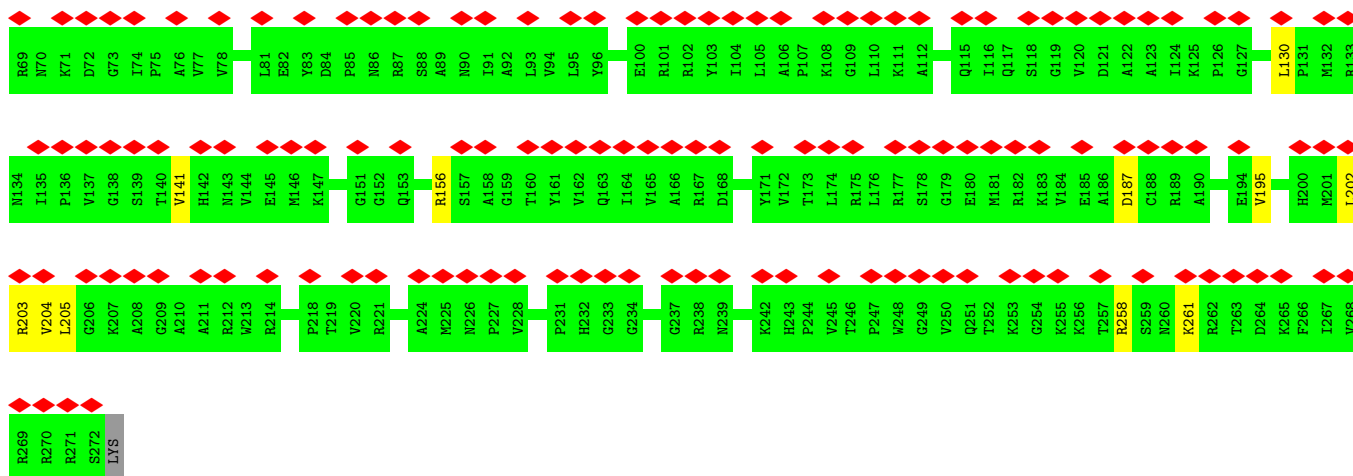 R69 N70 K71 D72 G73 I74 P75 A76 V77 V78 L81 E82 Y83 D84 P85 N86 R87 S88 A89 N90 I91 A92 L93 V94 L95 Y96 E100 R101 R102 Y103 I104 L105 A106 P107 K108 G109 L110 K111 A112 Q115 I116 Q117 S118 G119 V120 D121 A122 A123 I124 K125 P126 G127 L130 P131 M132 R133
N134 I135 P136 V137 G138 S139 T140 V141 H142 N143 V144 E145 M146 K147 G151 G152 Q153 R156 S157 A158 G159 T160 Y161 V162 Q163 I164 V165 A166 R167 D168 Y171 V172 T173 L174 R175 L176 R177 S178 G179 E180 M181 R182 K183 V184 E185 A186 D187 C188 R189 A190 E194 V195 H200 M201 L202
R203 V204 L205 G206 K207 A208 G209 A210 A211 R212 W213 R214 P218 T219 V220 R221 A224 M225 N226 P227 V228 P231 H232 G233 G234 G237 R238 N239 K242 H243 P244 V245 T246 P247 W248 G249 V250 Q251 T252 K253 G254 K255 K256 T257 R258 S259 N260 K261 R262 T263 D264 K265 F266 I267 V268
R269 R270 R271 S272 LYS